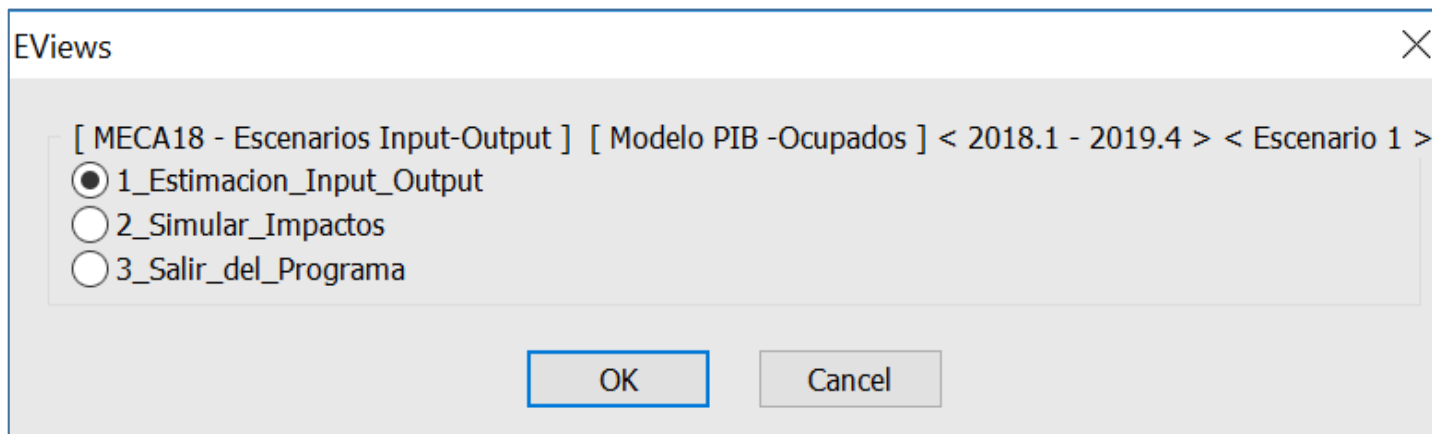 EViews
[ MECA18 - Escenarios Input-Output ] [ Modelo PIB -Ocupados ] < 2018.1 - 2019.4 > < Escenario 1 >
1_Estimacion_Input_Output
2_Simular_Impactos
3_Salir_del_Programa
OK Cancel